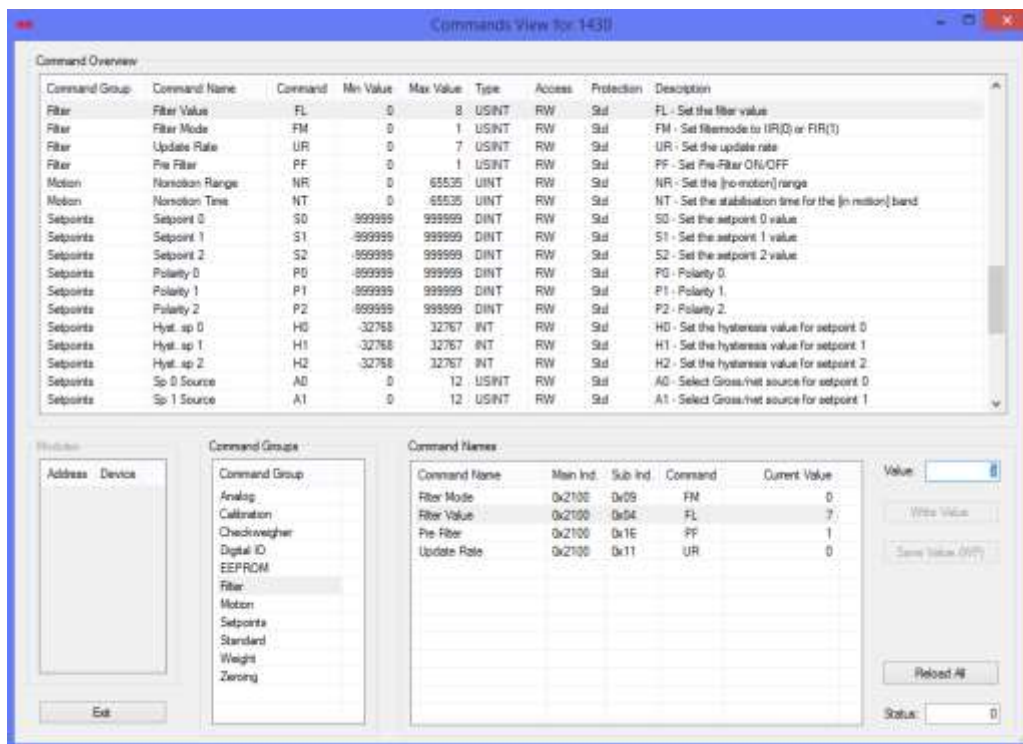 Commands View for 1430
Command Overview
Command Group Command Name Command Min Value Max Value Type Access Protection Description
Filter Filter Value FL 0 8 USINT RW Std FL - Set the filter value
Filter Filter Mode FM 0 1 USINT RW Std FM - Set filtermode to IIR(0) or FIR(1)
Filter Update Rate UR 0 7 USINT RW Std UR - Set the update rate
Filter Pre Filter PF 0 1 USINT RW Std PF - Set Pre-Filter ON/OFF
Motion Nomotion Range NR 0 65535 UINT RW Std NR - Set the [no-motion] range
Motion Nomotion Time NT 0 65535 UINT RW Std NT - Set the stabilisation time for the [in motion] band
Setpoints Setpoint 0 S0 -999999 999999 DINT RW Std S0 - Set the setpoint 0 value
Setpoints Setpoint 1 S1 -999999 999999 DINT RW Std S1 - Set the setpoint 1 value
Setpoints Setpoint 2 S2 -999999 999999 DINT RW Std S2 - Set the setpoint 2 value
Setpoints Polarity 0 P0 -999999 999999 DINT RW Std P0 - Polarity 0.
Setpoints Polarity 1 P1 -999999 999999 DINT RW Std P1 - Polarity 1.
Setpoints Polarity 2 P2 -999999 999999 DINT RW Std P2 - Polarity 2.
Setpoints Hyst. sp 0 H0 -32768 32767 INT RW Std H0 - Set the hysteresis value for setpoint 0
Setpoints Hyst. sp 1 H1 -32768 32767 INT RW Std H1 - Set the hysteresis value for setpoint 1
Setpoints Hyst. sp 2 H2 -32768 32767 INT RW Std H2 - Set the hysteresis value for setpoint 2
Setpoints Sp 0 Source A0 0 12 USINT RW Std A0 - Select Gross/net source for setpoint 0
Setpoints Sp 1 Source A1 0 12 USINT RW Std A1 - Select Gross/net source for setpoint 1
Modules
Address Device
Exit
Command Groups
Command Group
Analog
Calibration
Checkweigher
Digital IO
EEPROM
Filter
Motion
Setpoints
Standard
Weight
Zeroing
Command Names
Command Name Main Ind. Sub Ind. Command Current Value
Filter Mode 0x2100 0x09 FM 0
Filter Value 0x2100 0x04 FL 7
Pre Filter 0x2100 0x1E PF 1
Update Rate 0x2100 0x11 UR 0
Value:
Write Value
Save Value (WP)
Reload All
Status: 0